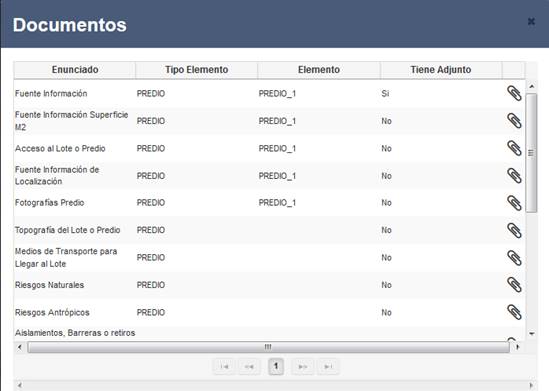 Documentos
Enunciado Tipo Elemento Elemento Tiene Adjunto
Fuente Información PREDIO PREDIO_1 Si
Fuente Información Superficie
M2 PREDIO PREDIO_1 No
Acceso al Lote o Predio PREDIO PREDIO_1 No
Fuente Información de
Localización PREDIO PREDIO_1 No
Fotografías Predio PREDIO PREDIO_1 No
Topografía del Lote o Predio PREDIO No
Medios de Transporte para
Llegar al Lote PREDIO No
Riesgos Naturales PREDIO No
Riesgos Antrópicos PREDIO No
Aislamientos, Barreras o retiros
1